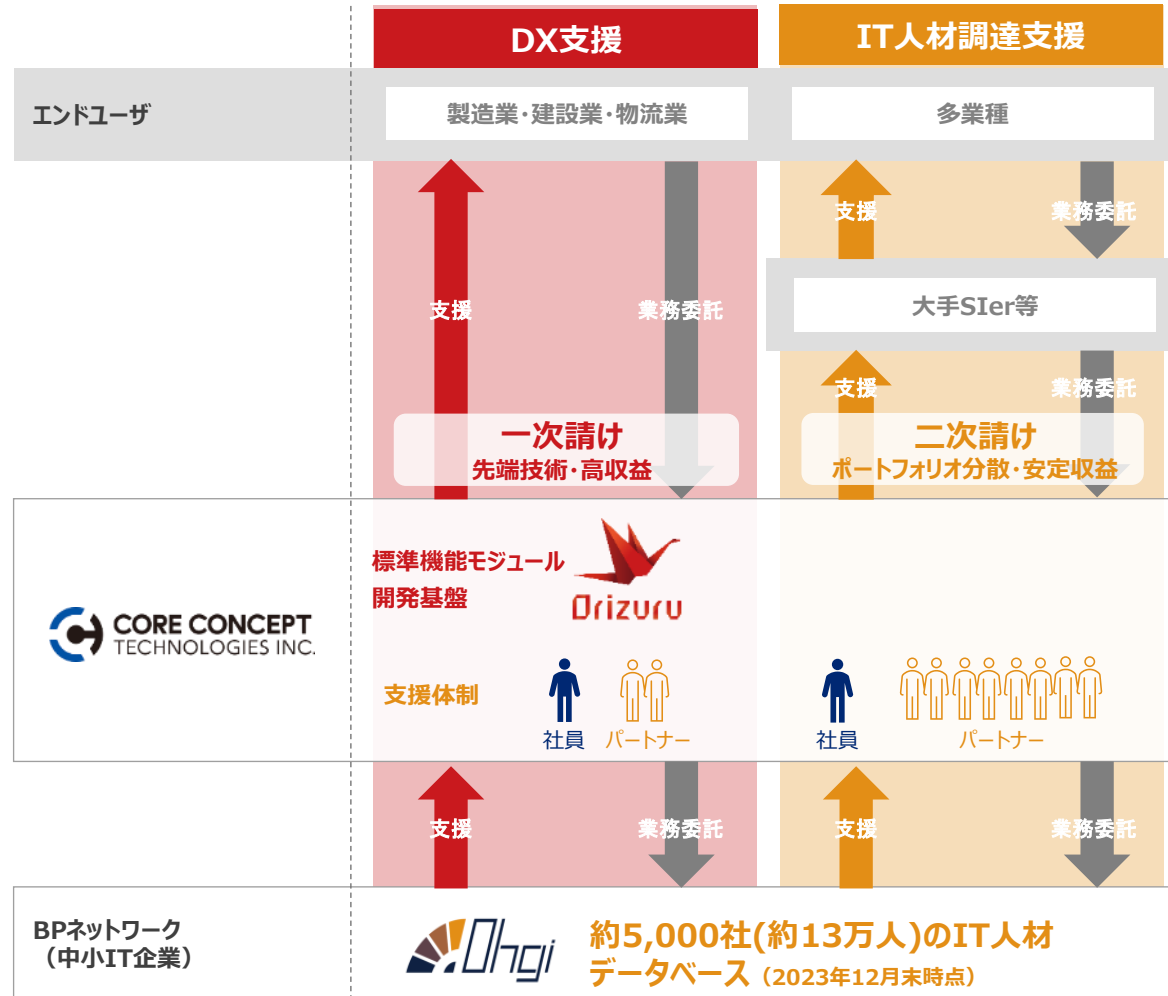 DX支援
IT人材調達支援
エンドユーザ
製造業・建設業・物流業
多業種
支援
業務委託
大手SIer等
支援
業務委託
支援
業務委託
一次請け
先端技術・高収益
二次請け
ポートフォリオ分散・安定収益
標準機能モジュール
開発基盤
Orizuru
CORE CONCEPT
TECHNOLOGIES INC.
支援体制
社員
パートナー
社員
パートナー
支援
業務委託
支援
業務委託
BPネットワーク
（中小IT企業）
Ohgi
約5,000社(約13万人)のIT人材
データベース（2023年12月末時点）